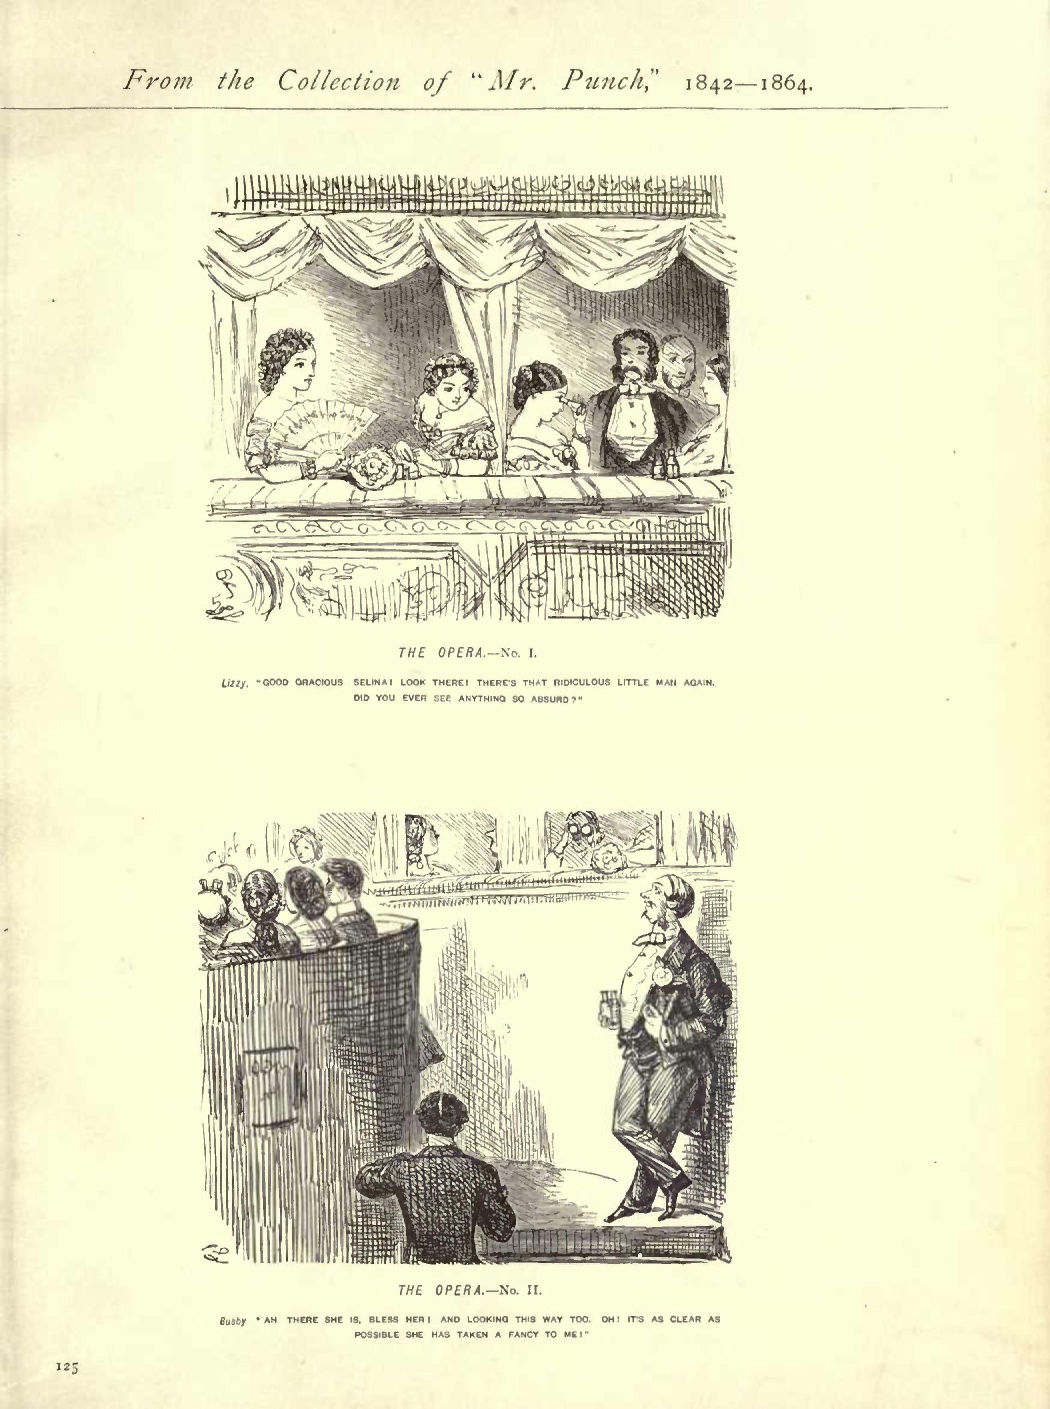 From the Collection of "Mr. Punch," 1842—1864.
THE OPERA.—No. I.
Lizzy. "GOOD GRACIOUS SELINA! LOOK THERE! THERE'S THAT RIDICULOUS LITTLE MAN AGAIN.
DID YOU EVER SEE ANYTHING SO ABSURD?"
THE OPERA.—No. II.
Busby "AH THERE SHE IS, BLESS HER! AND LOOKING THIS WAY TOO. OH! IT'S AS CLEAR AS
POSSIBLE SHE HAS TAKEN A FANCY TO ME!"
125